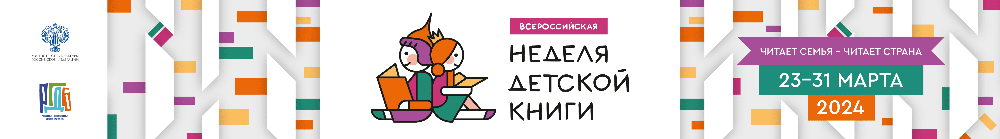 МИНИСТЕРСТВО КУЛЬТУРЫ
РОССИЙСКОЙ ФЕДЕРАЦИИ
РГДБ
РОССИЙСКАЯ ГОСУДАРСТВЕННАЯ
ДЕТСКАЯ БИБЛИОТЕКА
ВСЕРОССИЙСКАЯ
НЕДЕЛЯ
ДЕТСКОЙ
КНИГИ
ЧИТАЕТ СЕМЬЯ – ЧИТАЕТ СТРАНА
23–31 МАРТА
2024